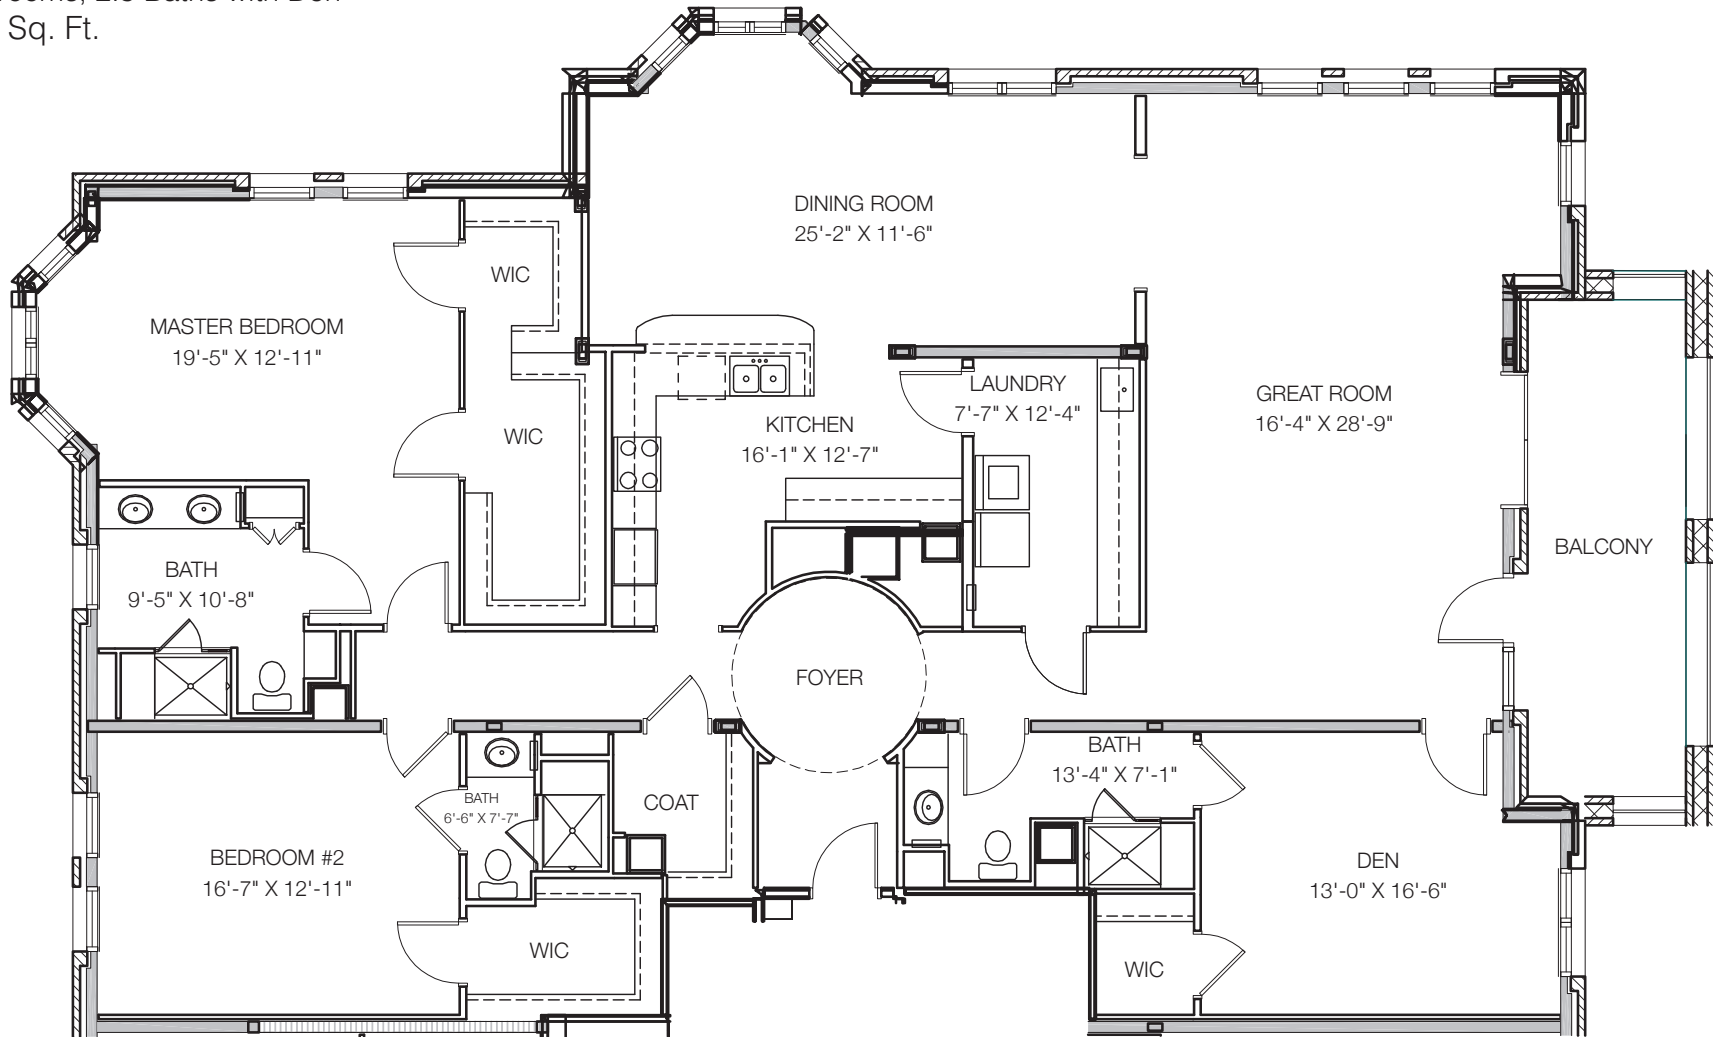 Sq. Ft.
DINING ROOM
25'-2" X 11'-6"
WIC
MASTER BEDROOM
19'-5" X 12'-11"
LAUNDRY
7'-7" X 12'-4"
GREAT ROOM
16'-4" X 28'-9"
KITCHEN
16'-1" X 12'-7"
WIC
BALCONY
BATH
9'-5" X 10'-8"
FOYER
BATH
13'-4" X 7'-1"
BATH
6'-6" X 7'-7"
COAT
BEDROOM #2
16'-7" X 12'-11"
DEN
13'-0" X 16'-6"
WIC
WIC